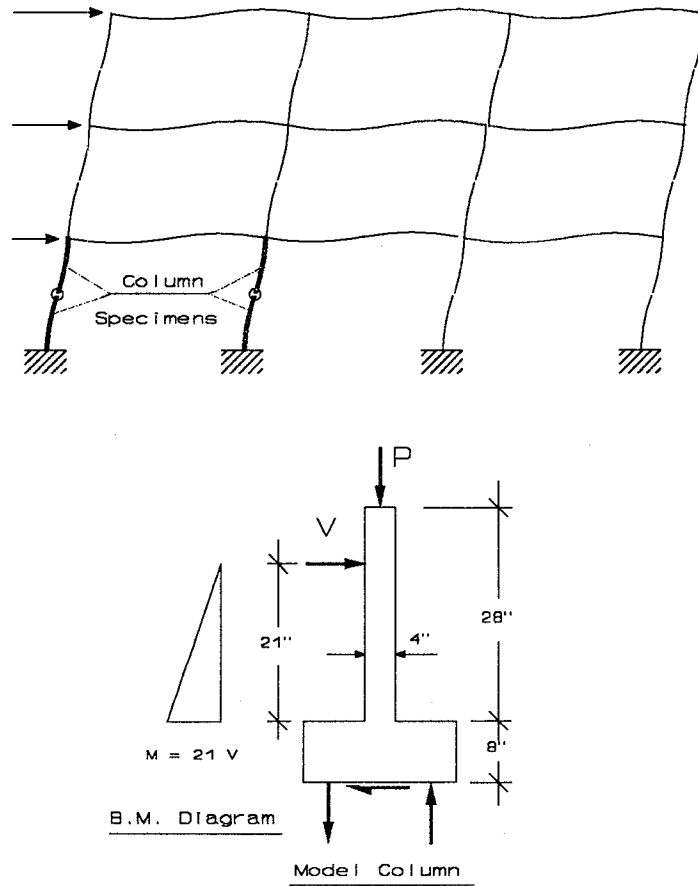 Column
Specimens
P
V
21''
4''
28''
8''
M = 21 V
B.M. Diagram
Model Column